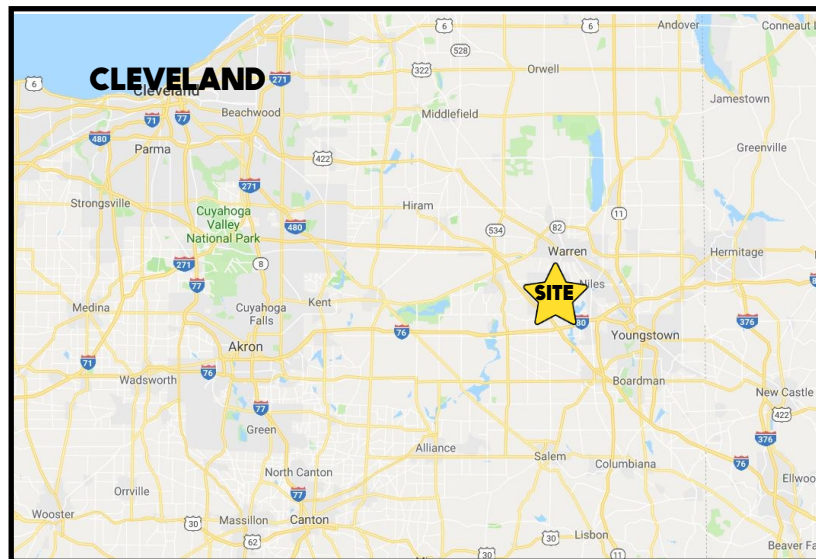 6
Andover
Conneaut L
528
CLEVELAND
Cleveland
271
322
Orwell
6
Jamestown
71
77
Beachwood
Middlefield
480
Parma
422
Greenville
271
Strongsville
Cuyahoga
Valley
National Park
Hiram
11
480
534
82
Warren
Hermitage
271
8
77
SITE
Niles
Medina
Cuyahoga
Falls
Kent
80
376
76
Youngstown
Akron
71
76
Wadsworth
Boardman
New Castle
77
422
Green
376
Alliance
Salem
Columbiana
76
North Canton
Ellwo
77
Orrville
Wooster
30
Massillon
Canton
Lisbon
62
30
30
11
Beaver Fa